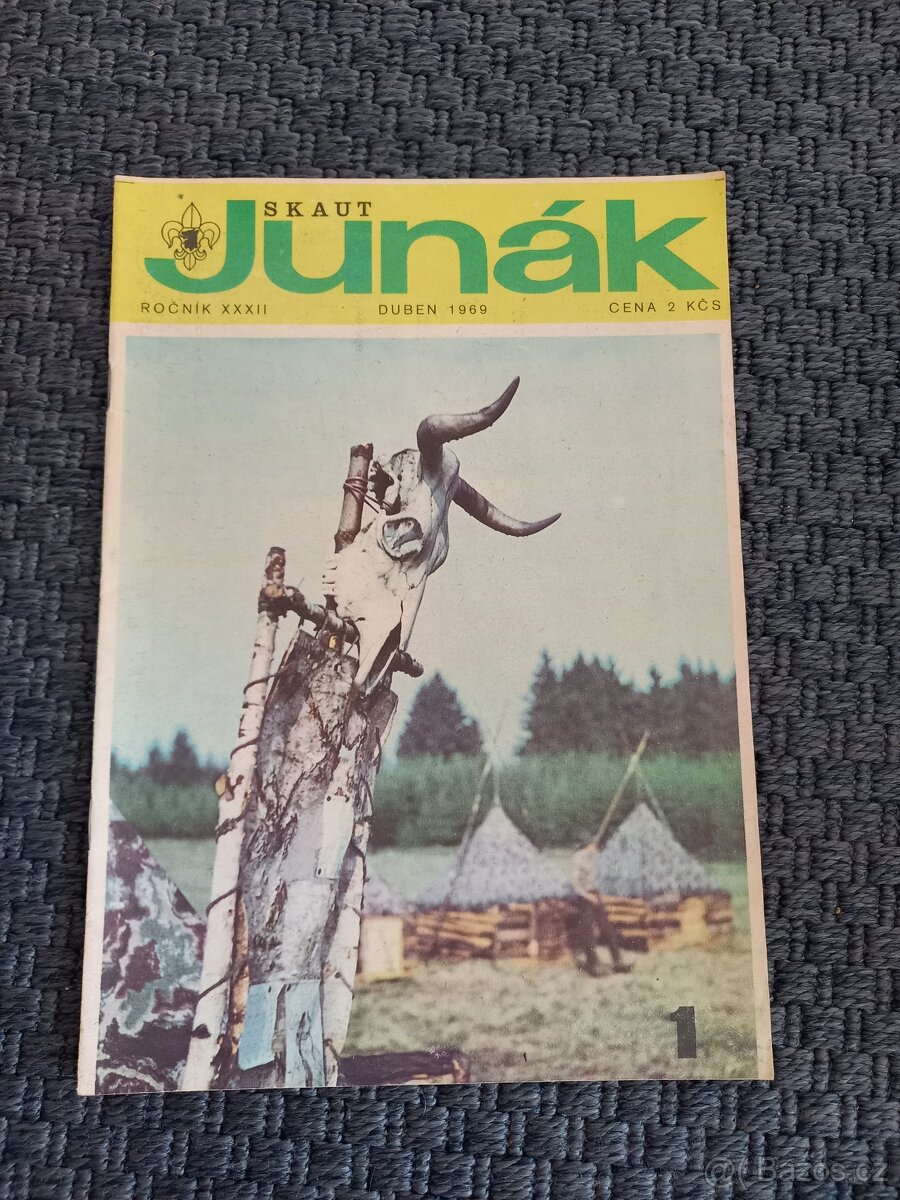 SKAUT
Junák
ROČNÍK XXXII DUBEN 1969 CENA 2 KČS
1
Bazoš.cz